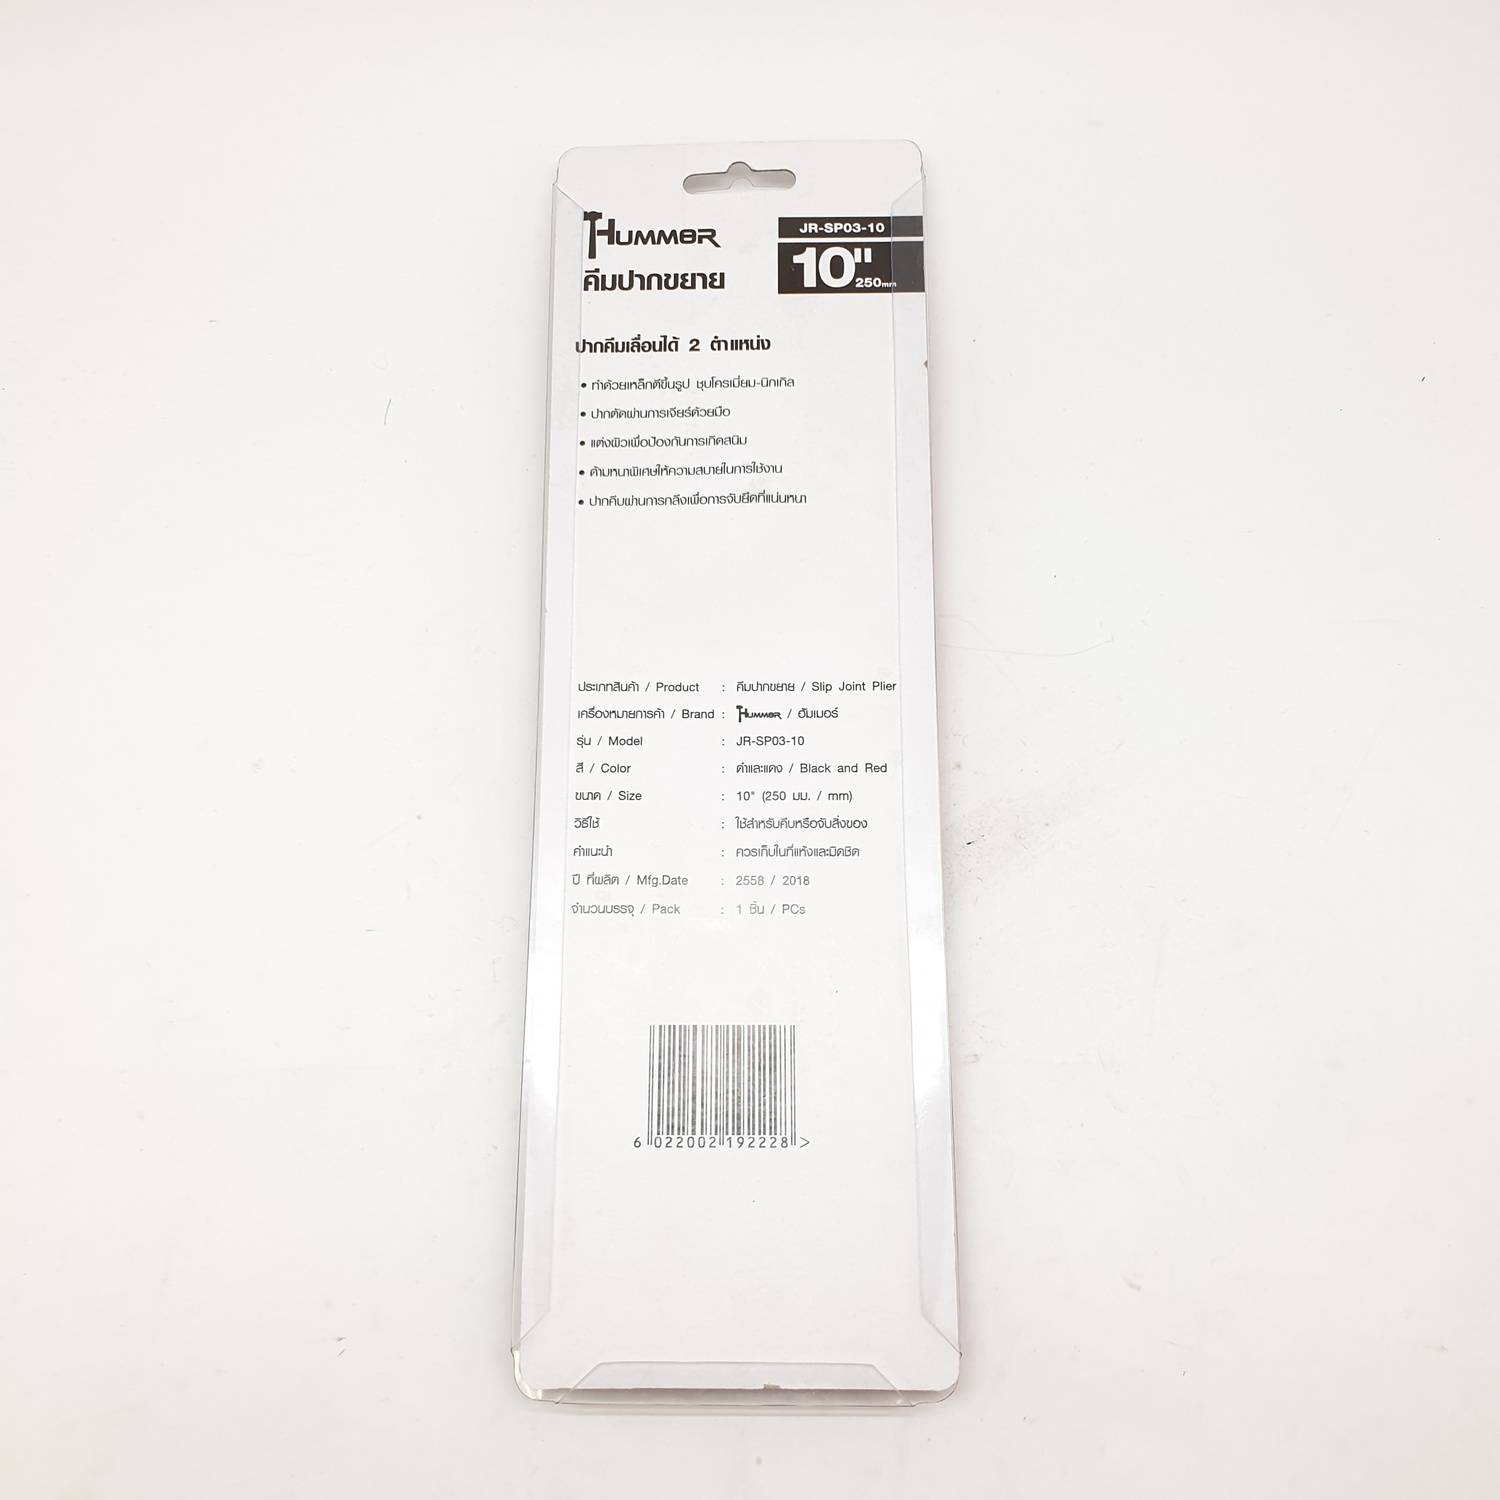 HUMMER
JR-SP03-10
10" 250mm
คีมปากขยาย
ปากคีมเลื่อนได้ 2 ตำแหน่ง
• ทำด้วยเหล็กตีขึ้นรูป ชุบโครเมี่ยม-นิกเกิล
• ปากตัดผ่านการเจียร์ด้วยมือ
• แต่งผิวเพื่อป้องกันการเกิดสนิม
• ด้ามหนาพิเศษให้ความสบายในการใช้งาน
• ปากคีบผ่านการกลึงเพื่อการจับยึดที่แน่นหนา
ประเภทสินค้า / Product : คีมปากขยาย / Slip Joint Plier
เครื่องหมายการค้า / Brand : HUMMER / ฮัมเมอร์
รุ่น / Model : JR-SP03-10
สี / Color : ดำและแดง / Black and Red
ขนาด / Size : 10" (250 มม. / mm)
วิธีใช้ : ใช้สำหรับคีบหรือจับสิ่งของ
คำแนะนำ : ควรเก็บในที่แห้งและมิดชิด
ปี ที่ผลิต / Mfg.Date : 2558 / 2018
จำนวนบรรจุ / Pack : 1 ชิ้น / PCs
6 022002 192228 >